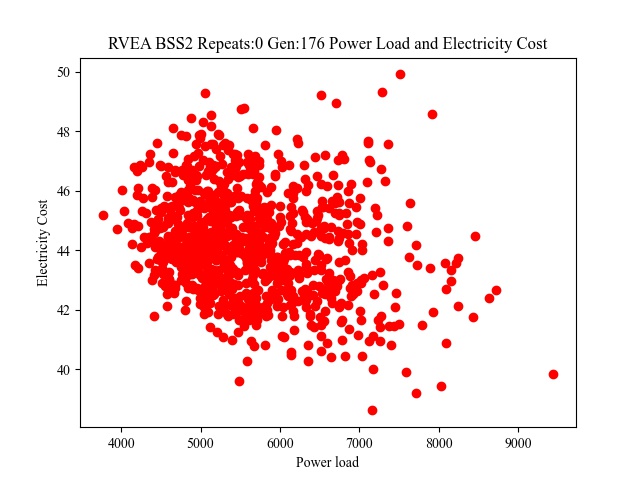 RVEA BSS2 Repeats:0 Gen:176 Power Load and Electricity Cost
50
48
46
44
42
40
Electricity Cost
4000 5000 6000 7000 8000 9000
Power load